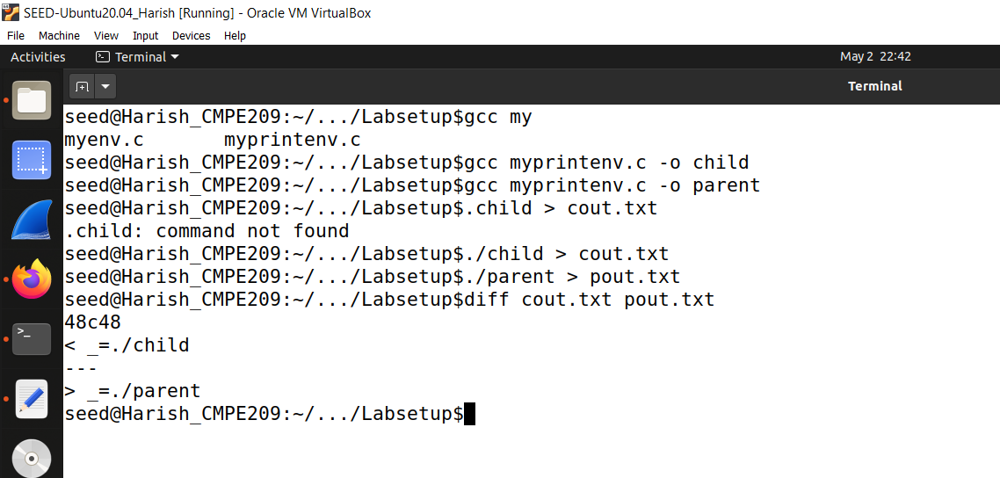 SEED-Ubuntu20.04_Harish [Running] - Oracle VM VirtualBox
File Machine View Input Devices Help
Activities Terminal May 2 22:42
Terminal
seed@Harish_CMPE209:~/.../Labsetup$gcc my
myenv.c       myprintenv.c
seed@Harish_CMPE209:~/.../Labsetup$gcc myprintenv.c -o child
seed@Harish_CMPE209:~/.../Labsetup$gcc myprintenv.c -o parent
seed@Harish_CMPE209:~/.../Labsetup$.child > cout.txt
.child: command not found
seed@Harish_CMPE209:~/.../Labsetup$./child > cout.txt
seed@Harish_CMPE209:~/.../Labsetup$./parent > pout.txt
seed@Harish_CMPE209:~/.../Labsetup$diff cout.txt pout.txt
48c48
< _=./child
---
> _=./parent
seed@Harish_CMPE209:~/.../Labsetup$